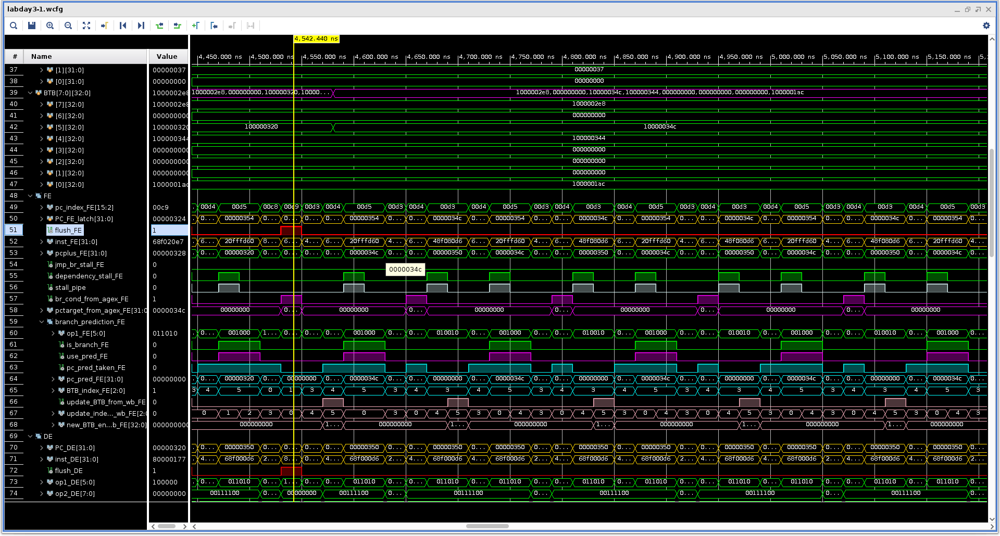 labday3-1.wcfg
4,542.440 ns
# Name Value
4,450.000 ns 4,500.000 ns 4,550.000 ns 4,600.000 ns 4,650.000 ns 4,700.000 ns 4,750.000 ns 4,800.000 ns 4,850.000 ns 4,900.000 ns 4,950.000 ns 5,000.000 ns 5,050.000 ns 5,100.000 ns 5,150.000 ns
37 [1][31:0] 00000037 00000037
38 [0][31:0] 00000000 00000000
39 BTB[7:0][32:0] 1000002e8 1000002e8,000000000,100000320,10000... 1000002e8,00000000,10000034c,100000344,000000000,000000000,000000000,1000001ac
40 [7][32:0] 1000002e8 1000002e8
41 [6][32:0] 000000000 000000000
42 [5][32:0] 100000320 100000320 10000034c
43 [4][32:0] 100000344 100000344
44 [3][32:0] 000000000 000000000
45 [2][32:0] 000000000 000000000
46 [1][32:0] 000000000 000000000
47 [0][32:0] 1000001ac 1000001ac
48 FE
49 pc_index_FE[15:2] 00c9 00d4 00d5 00c8 00c9 00d3 00d4 00d5 00d3 00d4 00d3 00d4 00d5 00d3 00d4 00d3 00d4 00d5 00d3 00d4 00d3 00d4 00d5 00d3 00d4 00d3 00d4 00d5 00d3
50 PC_FE_latch[31:0] 00000324 0... 00000354 0... 0... 0... 0... 00000354 0... 0... 0000034c 0... 00000354 0... 0... 0000034c 0... 00000354 0... 0... 0000034c 0... 00000354 0... 0... 0000034c 0... 00000354 0...
51 flush_FE 1
52 inst_FE[31:0] 68f020e7 6... 20fffd60 8... 6... 4... 6... 20fffd60 4... 6... 48f080d6 6... 20fffd60 4... 6... 48f080d6 6... 20fffd60 4... 6... 48f080d6 6... 20fffd60 4... 6... 48f080d6 6... 20fffd60 4...
53 pcplus_FE[31:0] 00000328 0... 00000320 0... 0... 0... 0... 0000034c 0... 0... 00000350 0... 0000034c 0... 0... 00000350 0... 0000034c 0... 0... 00000350 0... 0000034c 0... 0... 00000350 0... 0000034c 0...
54 jmp_br_stall_FE 0
0000034c
55 dependency_stall_FE 0
56 stall_pipe 0
57 br_cond_from_agex_FE 1
58 pctarget_from_agex_FE[31:0 0000034c 00000000 0... 00000000 0... 00000000 0... 00000000 0... 00000000 0... 00000000
59 branch_prediction_FE
60 op1_FE[5:0] 011010 0... 001000 1... 0... 0... 0... 001000 0... 0... 010010 0... 001000 0... 0... 010010 0... 001000 0... 0... 010010 0... 001000 0... 0... 010010 0... 001000 0...
61 is_branch_FE 0
62 use_pred_FE 0
63 pc_pred_taken_FE 0
64 pc_pred_FE[31:0] 00000000 0... 00000320 0... 00000000 0... 0000034c 0... 0... 00000000 0... 0000034c 0... 0... 00000000 0... 0000034c 0... 0... 00000000 0... 0000034c 0... 0... 00000000 0... 0000034c 0...
65 BTB_index_FE[2:0] 1 3 4 5 0 1 3 4 5 3 4 3 4 5 3 4 3 4 5 3 4 3 4 5 3 4 3 4 5 3
66 update_BTB_from_wb_FE 0
67 update_inde..._wb_FE[2:0 0 0 1 2 3 0 4 5 0 3 0 4 5 3 0 4 3 0 4 5 3 0 4 3 0 4 5 3 0 4 3 0 4 5 3 0 4 3
68 new_BTB_en...b_FE[32:0] 000000000 000000000 1... 000000000 1... 000000000 1... 000000000 1... 000000000 1... 000000000
69 DE
70 PC_DE[31:0] 00000320 0... 00000350 0... 0... 0... 0... 00000350 0... 0... 00000350 0... 00000350 0... 0... 00000350 0... 00000350 0... 0... 00000350 0... 00000350 0... 0... 00000350 0... 00000350 0...
71 inst_DE[31:0] 80000177 4... 68f000d6 2... 8... 0... 4... 68f000d6 2... 4... 68f000d6 4... 68f000d6 2... 4... 68f000d6 4... 68f000d6 2... 4... 68f000d6 4... 68f000d6 2... 4... 68f000d6 4... 68f000d6 2...
72 flush_DE 1
73 op1_DE[5:0] 100000 0... 011010 0... 1... 0... 0... 011010 0... 0... 011010 0... 011010 0... 0... 011010 0... 011010 0... 0... 011010 0... 011010 0... 0... 011010 0... 011010 0...
74 op2_DE[7:0] 00000000 00111100 0... 00000000 00111100 0... 00111100 0... 00111100 0... 00111100 0... 00111100 0...